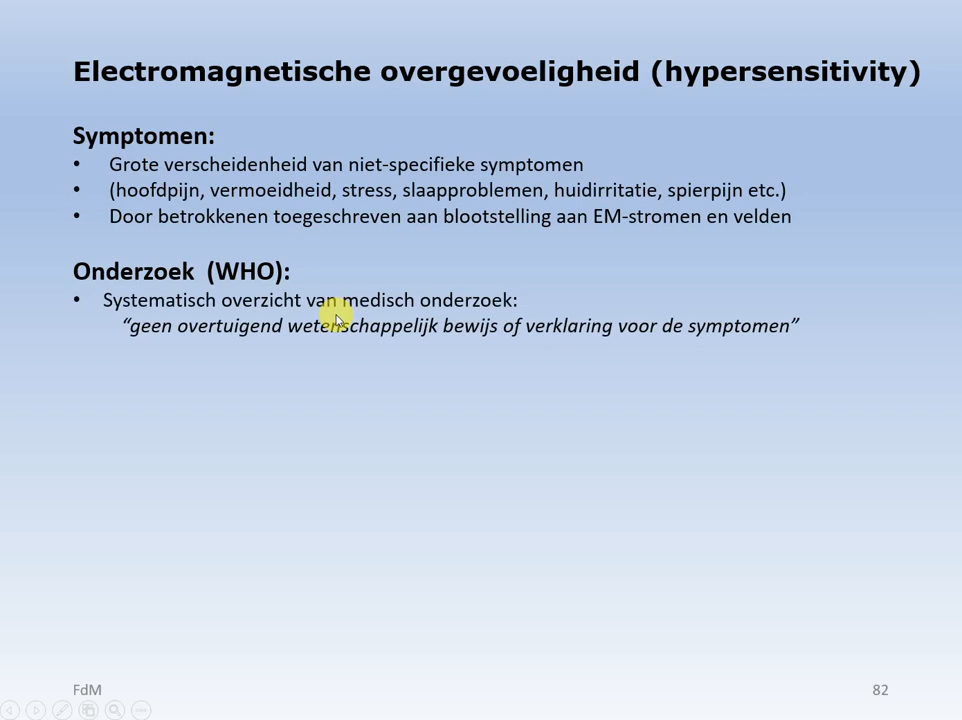 Electromagnetische overgevoeligheid (hypersensitivity)
Symptomen:
• Grote verscheidenheid van niet-specifieke symptomen
• (hoofdpijn, vermoeidheid, stress, slaapproblemen, huidirritatie, spierpijn etc.)
• Door betrokkenen toegeschreven aan blootstelling aan EM-stromen en velden
Onderzoek (WHO):
• Systematisch overzicht van medisch onderzoek:
“geen overtuigend wetenschappelijk bewijs of verklaring voor de symptomen”
FdM
82